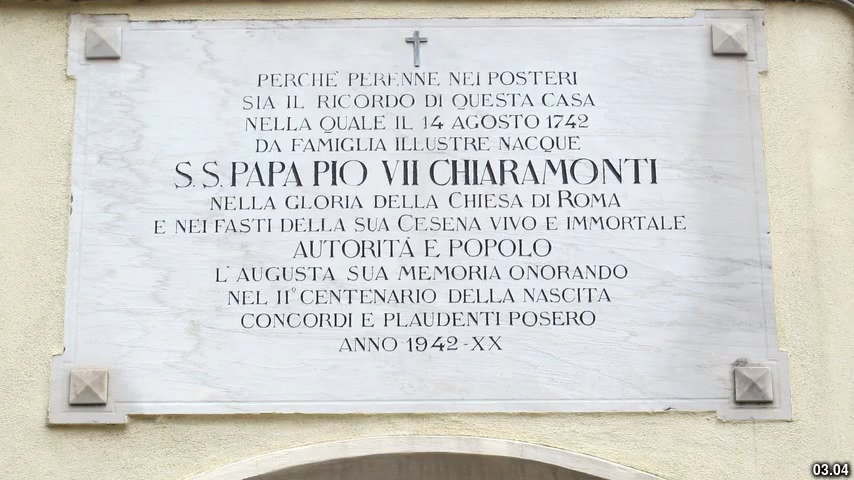 PERCHÈ PERENNE NEI POSTERI
SIA IL RICORDO DI QUESTA CASA
NELLA QUALE IL 14 AGOSTO 1742
DA FAMIGLIA ILLUSTRE NACQUE
S. S. PAPA PIO VII CHIARAMONTI
NELLA GLORIA DELLA CHIESA DI ROMA
E NEI FASTI DELLA SUA CESENA VIVO E IMMORTALE
AUTORITÁ E POPOLO
L'AUGUSTA SUA MEMORIA ONORANDO
NEL II° CENTENARIO DELLA NASCITA
CONCORDI E PLAUDENTI POSERO
ANNO 1942-XX
03.04